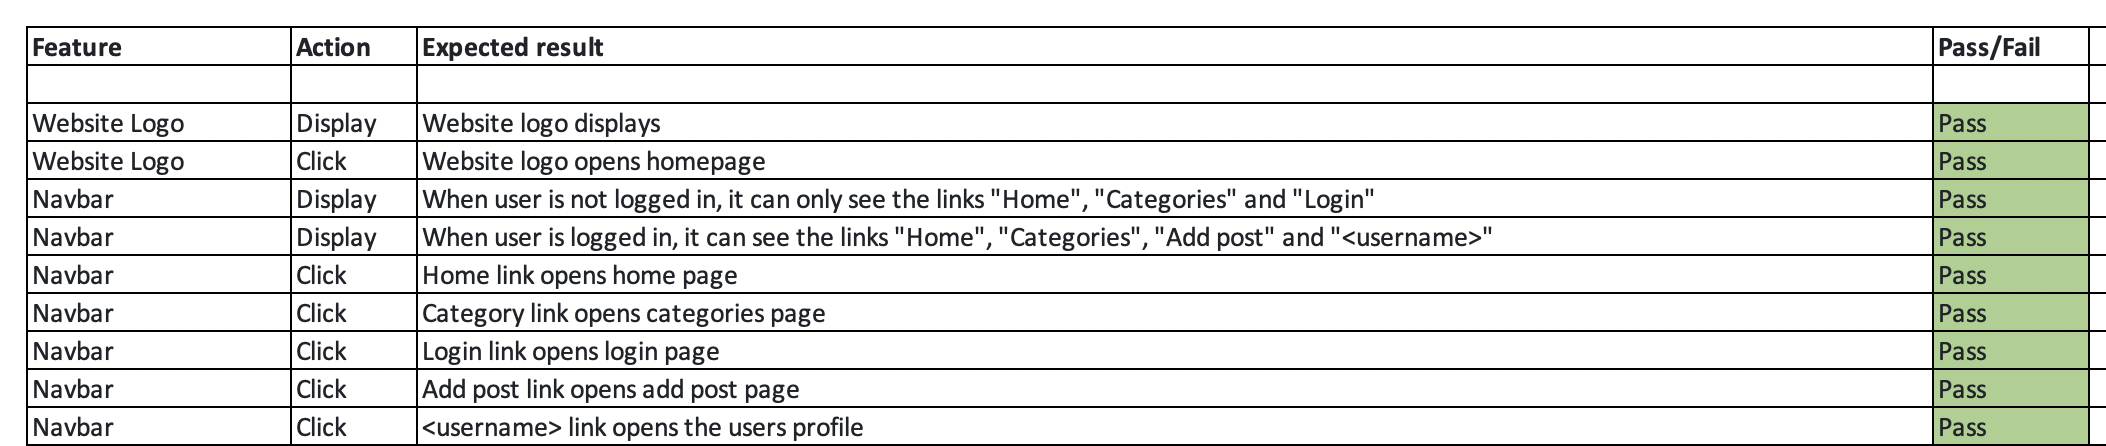 Feature Action Expected result Pass/Fail
Website Logo Display Website logo displays Pass
Website Logo Click Website logo opens homepage Pass
Navbar Display When user is not logged in, it can only see the links "Home", "Categories" and "Login" Pass
Navbar Display When user is logged in, it can see the links "Home", "Categories", "Add post" and "<username>" Pass
Navbar Click Home link opens home page Pass
Navbar Click Category link opens categories page Pass
Navbar Click Login link opens login page Pass
Navbar Click Add post link opens add post page Pass
Navbar Click <username> link opens the users profile Pass